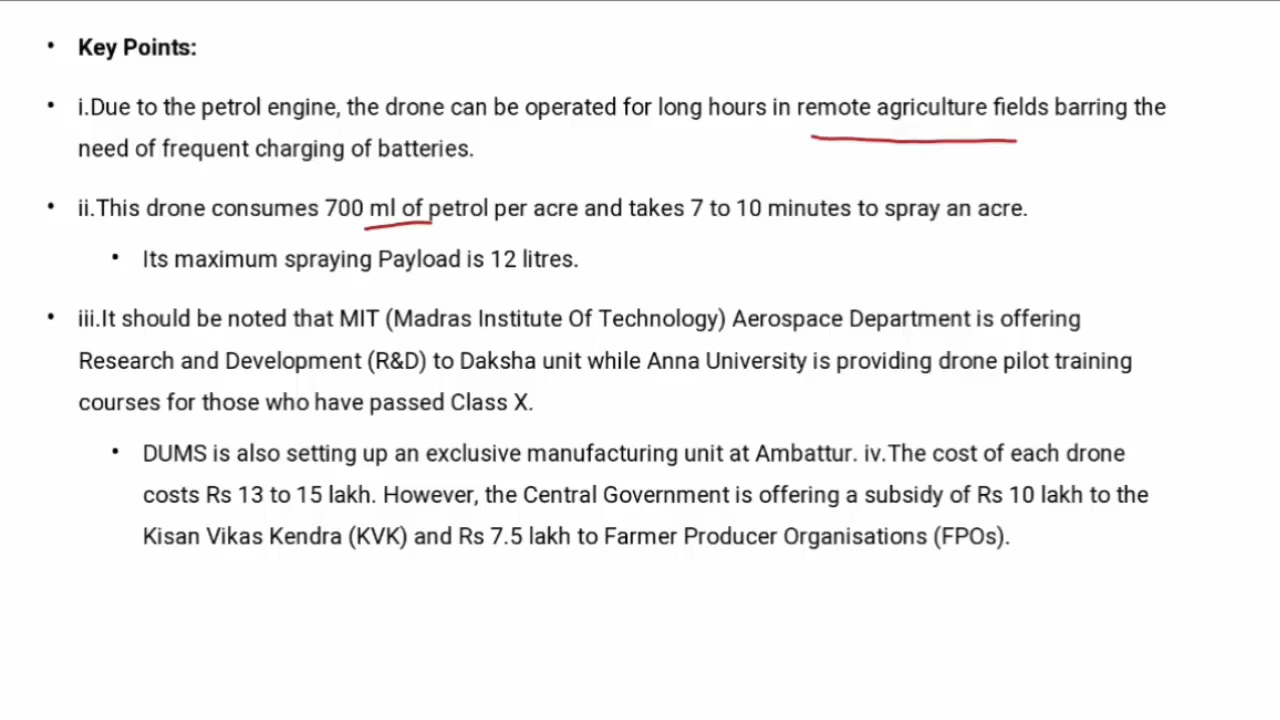 • Key Points:
• i.Due to the petrol engine, the drone can be operated for long hours in remote agriculture fields barring the
need of frequent charging of batteries.
• ii.This drone consumes 700 ml of petrol per acre and takes 7 to 10 minutes to spray an acre.
• Its maximum spraying Payload is 12 litres.
• iii.It should be noted that MIT (Madras Institute Of Technology) Aerospace Department is offering
Research and Development (R&D) to Daksha unit while Anna University is providing drone pilot training
courses for those who have passed Class X.
• DUMS is also setting up an exclusive manufacturing unit at Ambattur. iv.The cost of each drone
costs Rs 13 to 15 lakh. However, the Central Government is offering a subsidy of Rs 10 lakh to the
Kisan Vikas Kendra (KVK) and Rs 7.5 lakh to Farmer Producer Organisations (FPOs).